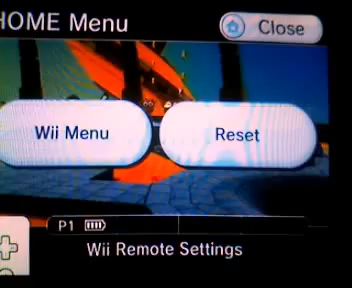 HOME Menu
Close
Wii Menu
Reset
P1
Wii Remote Settings